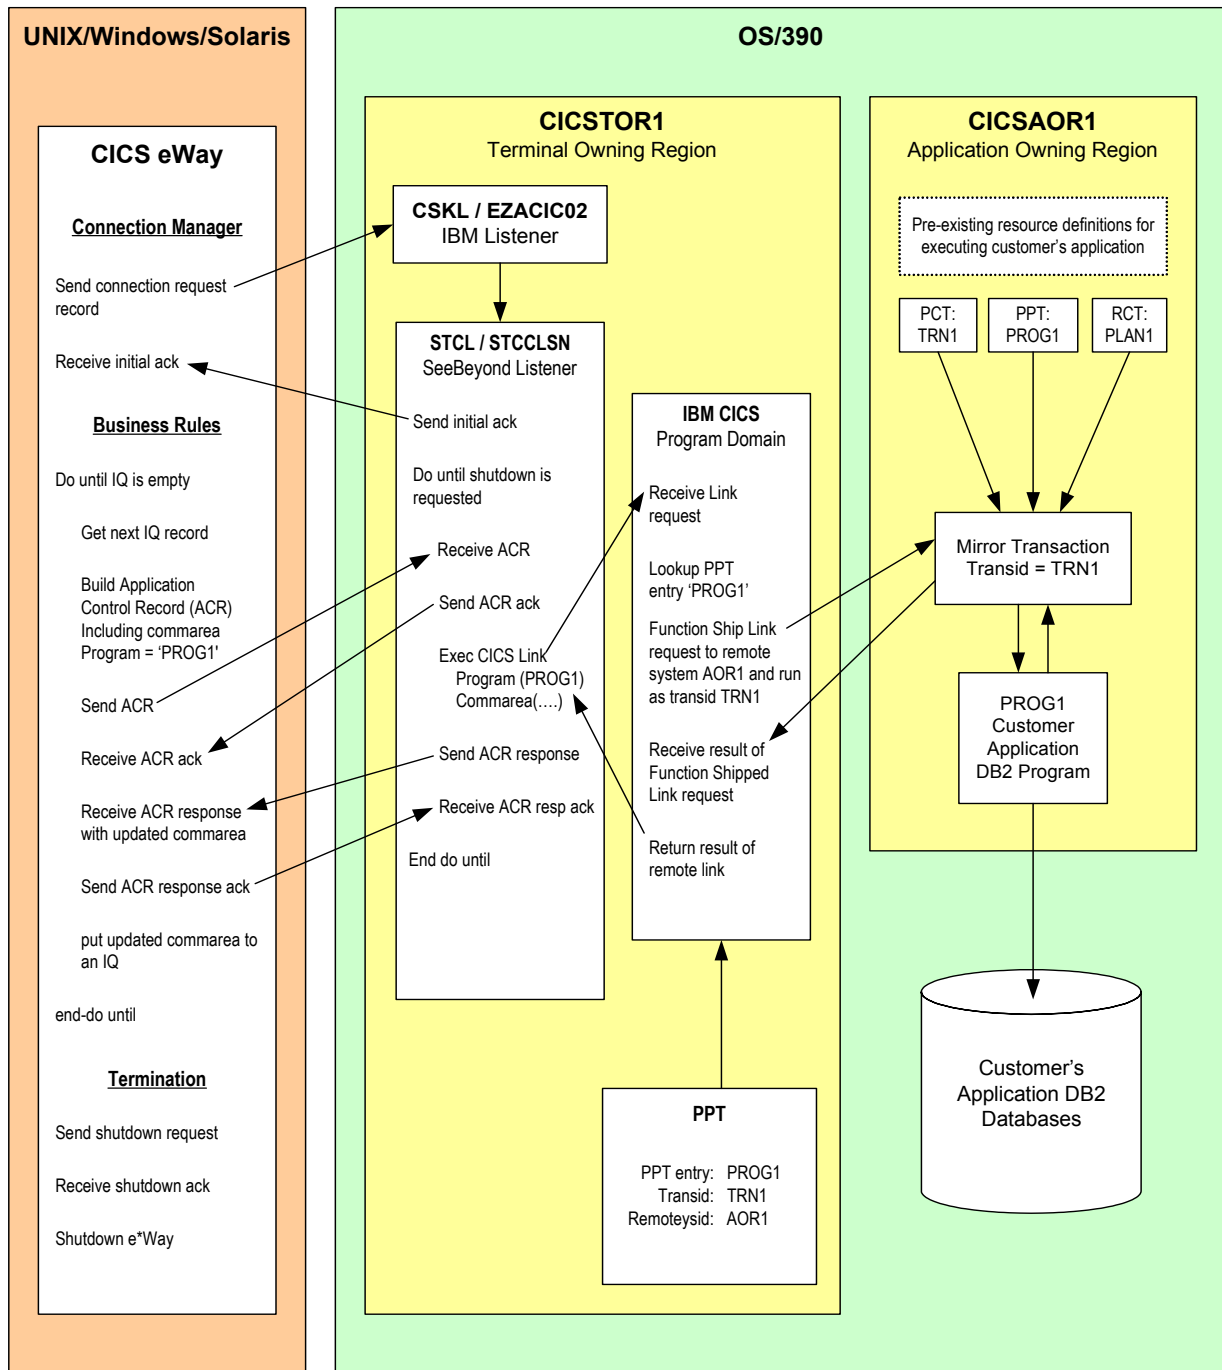 UNIX/Windows/Solaris
CICS eWay
Connection Manager
Send connection request
record
Receive initial ack
Business Rules
Do until IQ is empty
Get next IQ record
Build Application
Control Record (ACR)
Including commarea
Program = 'PROG1'
Send ACR
Receive ACR ack
Receive ACR response
with updated commarea
Send ACR response ack
put updated commarea to
an IQ
end-do until
Termination
Send shutdown request
Receive shutdown ack
Shutdown e*Way
OS/390
CICSTOR1
Terminal Owning Region
CSKL / EZACIC02
IBM Listener
STCL / STCCLSN
SeeBeyond Listener
Send initial ack
Do until shutdown is
requested
Receive ACR
Send ACR ack
Exec CICS Link
Program (PROG1)
Commarea(....)
Send ACR response
Receive ACR resp ack
End do until
IBM CICS
Program Domain
Receive Link
request
Lookup PPT
entry ‘PROG1’
Function Ship Link
request to remote
system AOR1 and run
as transid TRN1
Receive result of
Function Shipped
Link request
Return result of
remote link
PPT
PPT entry: PROG1
Transid: TRN1
Remoteysid: AOR1
CICSAOR1
Application Owning Region
Pre-existing resource definitions for
executing customer’s application
PCT:
TRN1
PPT:
PROG1
RCT:
PLAN1
Mirror Transaction
Transid = TRN1
PROG1
Customer
Application
DB2 Program
Customer’s
Application DB2
Databases